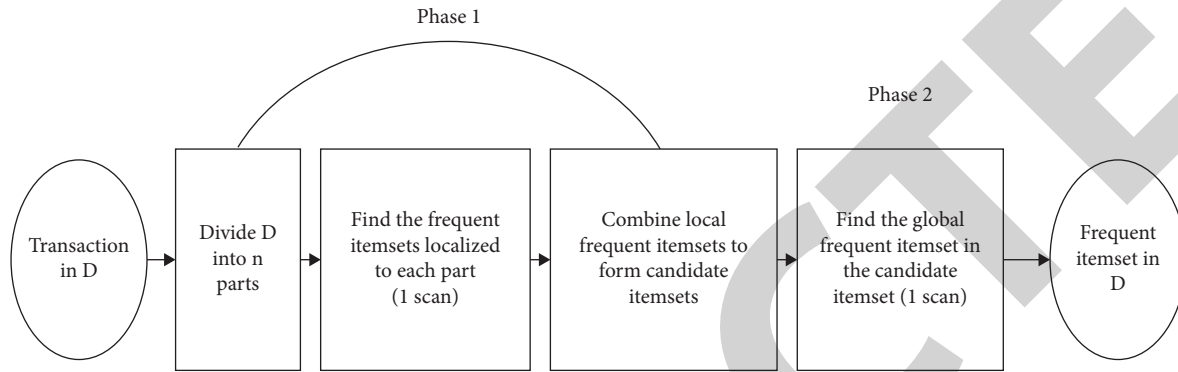 Phase 1
Phase 2
Transaction
in D
Divide D
into n
parts
Find the frequent
itemsets localized
to each part
(1 scan)
Combine local
frequent itemsets to
form candidate
itemsets
Find the global
frequent itemset in
the candidate
itemset (1 scan)
Frequent
itemset in
D
CTE